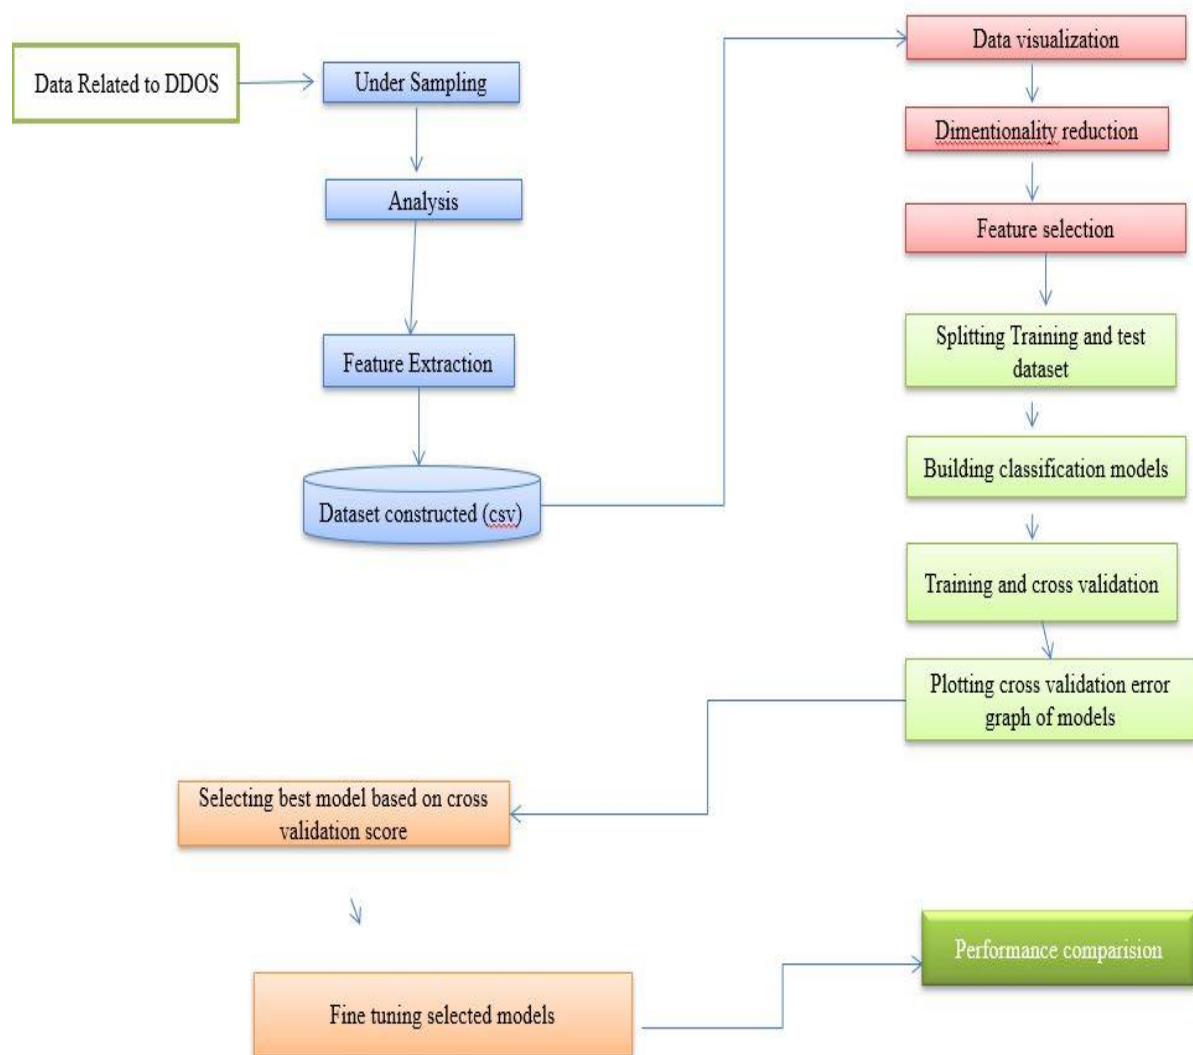 Data Related to DDOS
Under Sampling
Analysis
Feature Extraction
Dataset constructed (csv)
Data visualization
Dimentionality reduction
Feature selection
Splitting Training and test
dataset
Building classification models
Training and cross validation
Plotting cross validation error
graph of models
Selecting best model based on cross
validation score
Fine tuning selected models
Performance comparision